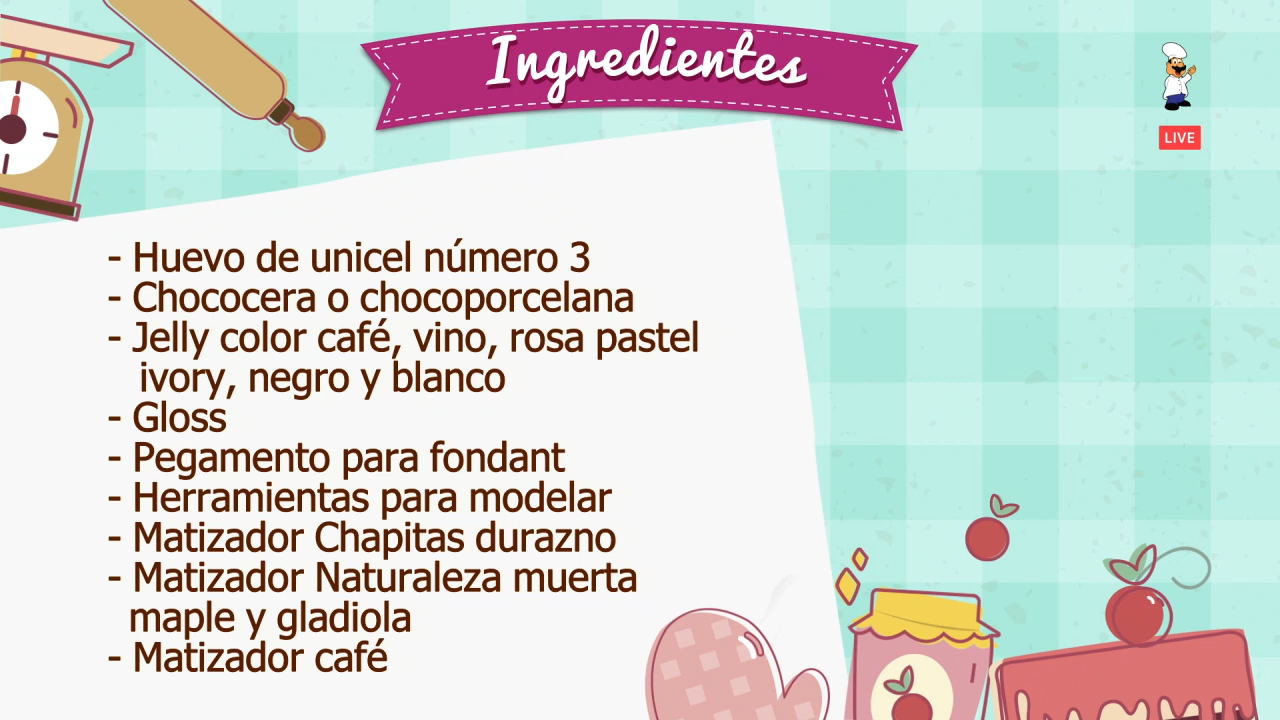 Ingredientes
LIVE
- Huevo de unicel número 3
- Chococera o chocoporcelana
- Jelly color café, vino, rosa pastel
ivory, negro y blanco
- Gloss
- Pegamento para fondant
- Herramientas para modelar
- Matizador Chapitas durazno
- Matizador Naturaleza muerta
maple y gladiola
- Matizador café